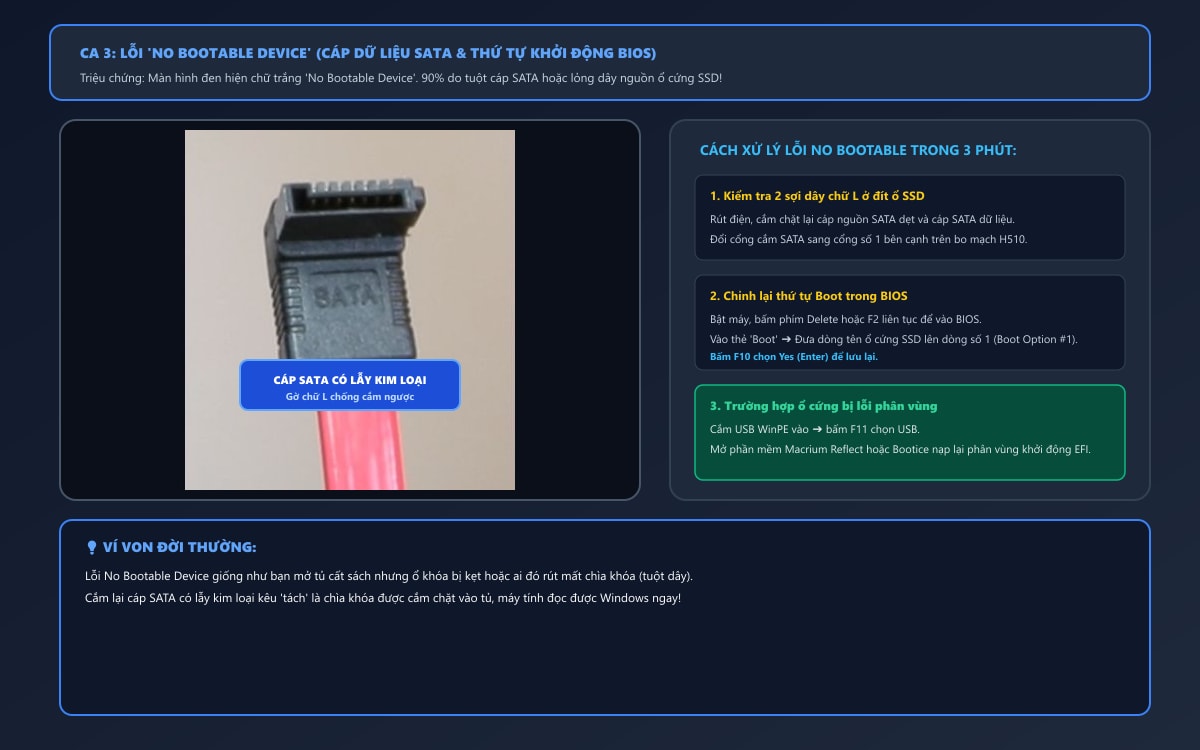 CA 3: LỖI 'NO BOOTABLE DEVICE' (CÁP DỮ LIỆU SATA & THỨ TỰ KHỞI ĐỘNG BIOS)
Triệu chứng: Màn hình đen hiện chữ trắng 'No Bootable Device'. 90% do tuột cáp SATA hoặc lỏng dây nguồn ổ cứng SSD!
SATA
CÁP SATA CÓ LẪY KIM LOẠI
Gờ chữ L chống cắm ngược
CÁCH XỬ LÝ LỖI NO BOOTABLE TRONG 3 PHÚT:
1. Kiểm tra 2 sợi dây chữ L ở đít ổ SSD
Rút điện, cắm chặt lại cáp nguồn SATA dẹt và cáp SATA dữ liệu.
Đổi cổng cắm SATA sang cổng số 1 bên cạnh trên bo mạch H510.
2. Chỉnh lại thứ tự Boot trong BIOS
Bật máy, bấm phím Delete hoặc F2 liên tục để vào BIOS.
Vào thẻ 'Boot' ➔ Đưa dòng tên ổ cứng SSD lên dòng số 1 (Boot Option #1).
Bấm F10 chọn Yes (Enter) để lưu lại.
3. Trường hợp ổ cứng bị lỗi phân vùng
Cắm USB WinPE vào ➔ bấm F11 chọn USB.
Mở phần mềm Macrium Reflect hoặc Bootice nạp lại phân vùng khởi động EFI.
VÍ VON ĐỜI THƯỜNG:
Lỗi No Bootable Device giống như bạn mở tủ cất sách nhưng ổ khóa bị kẹt hoặc ai đó rút mất chìa khóa (tuột dây).
Cắm lại cáp SATA có lẫy kim loại kêu 'tách' là chìa khóa được cắm chặt vào tủ, máy tính đọc được Windows ngay!